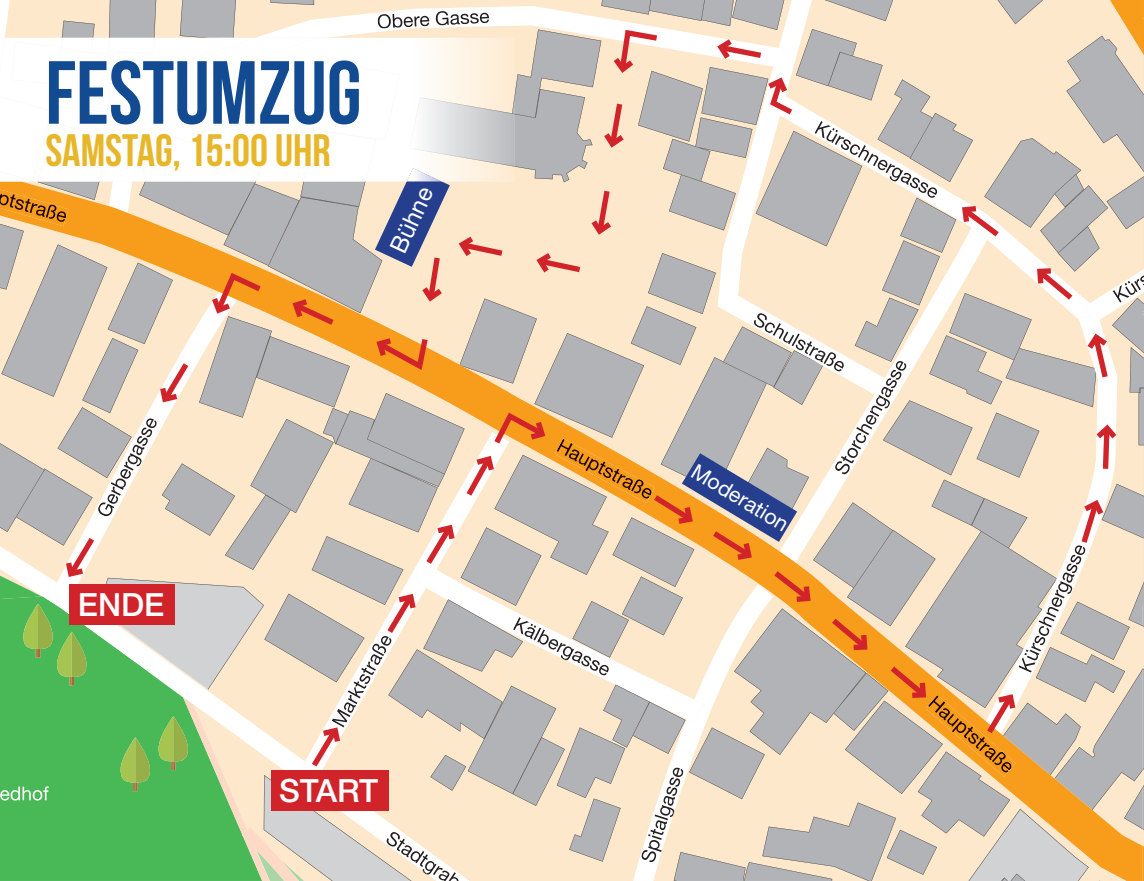 Obere Gasse
FESTUMZUG
SAMSTAG, 15:00 UHR
Kürschnergasse
ptstraße
Bühne
Kürs
Schulstraße
Storchengasse
Gerbergasse
Hauptstraße
Moderation
Kürschnergasse
ENDE
Kälbergasse
Marktstraße
Hauptstraße
START
edhof
Spitalgasse
Stadtgrab